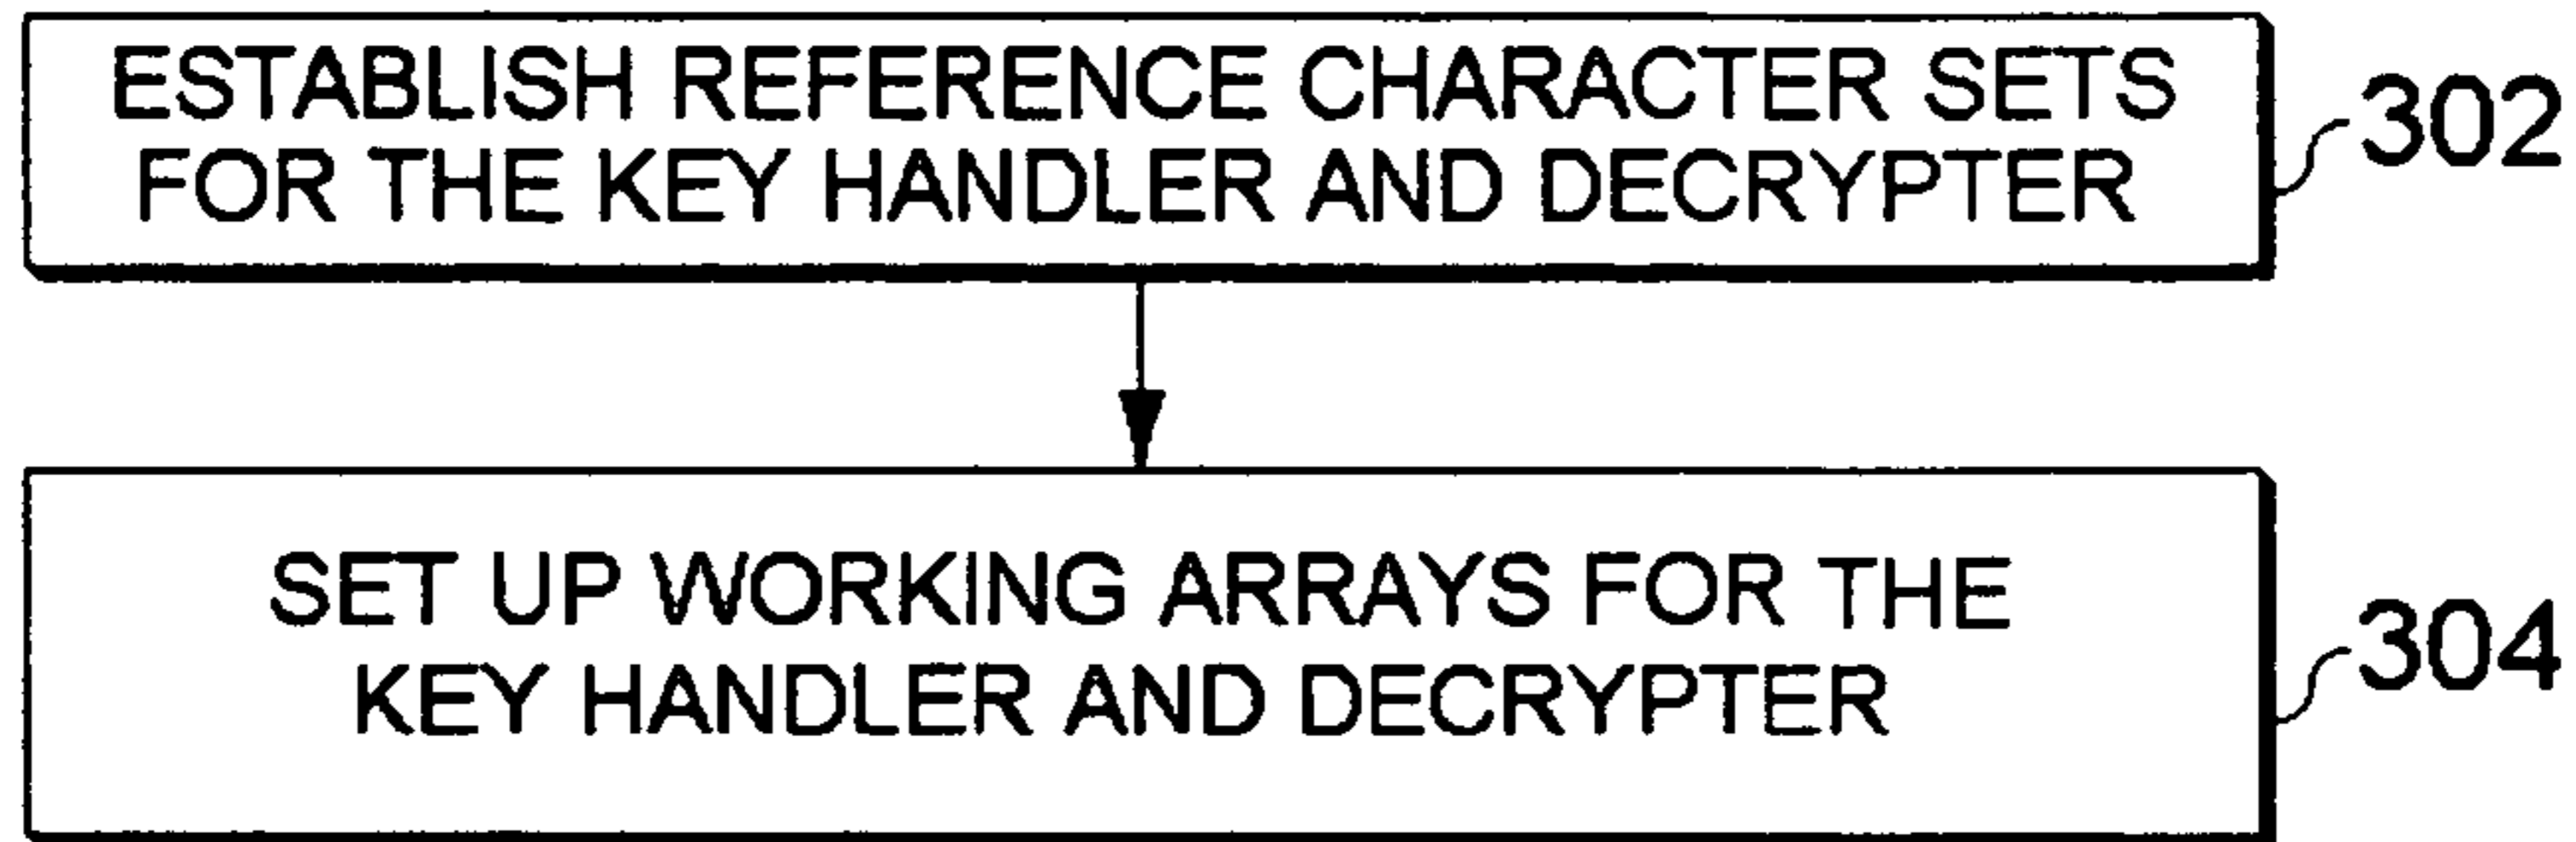 ESTABLISH REFERENCE CHARACTER SETS
FOR THE KEY HANDLER AND DECRYPTER
302
SET UP WORKING ARRAYS FOR THE
KEY HANDLER AND DECRYPTER
304